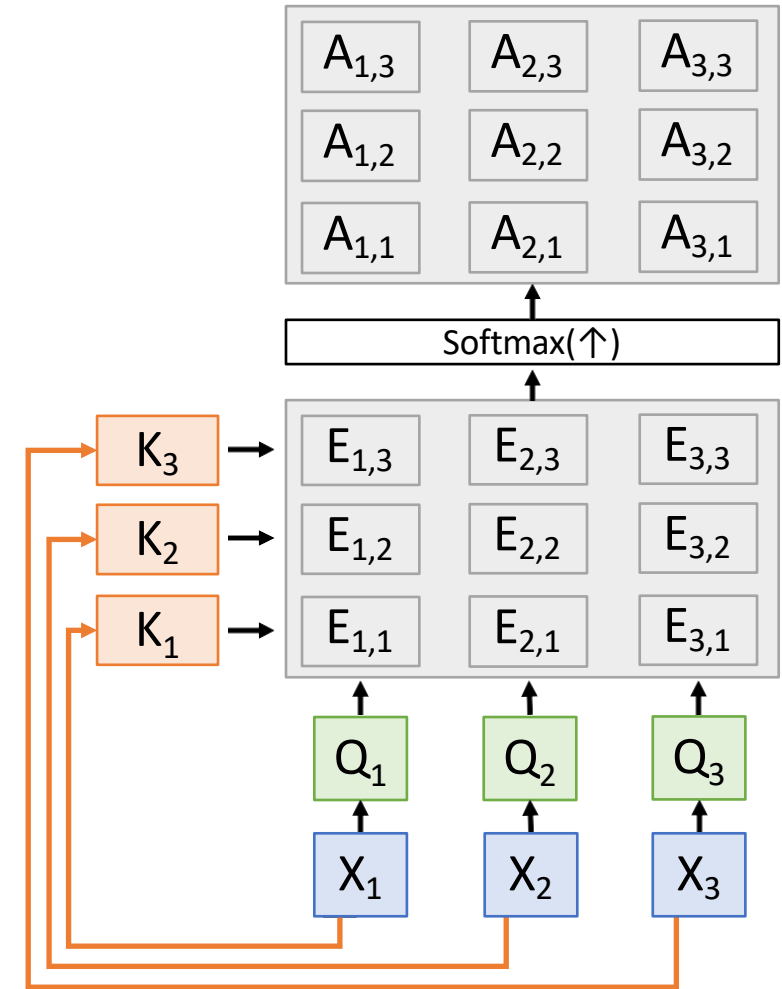 A1,3 A2,3 A3,3
A1,2 A2,2 A3,2
A1,1 A2,1 A3,1
Softmax(↑)
K3 E1,3 E2,3 E3,3
K2 E1,2 E2,2 E3,2
K1 E1,1 E2,1 E3,1
Q1 Q2 Q3
X1 X2 X3